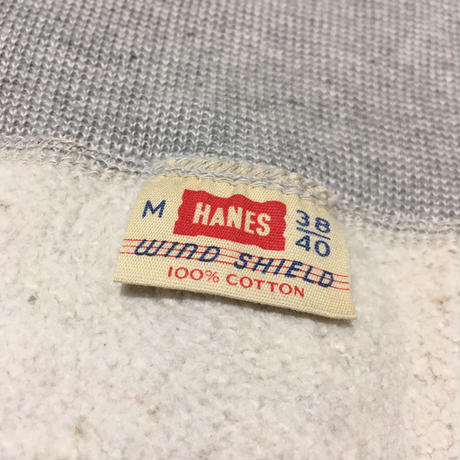 M HANES 38/40
WIND SHIELD
100% COTTON